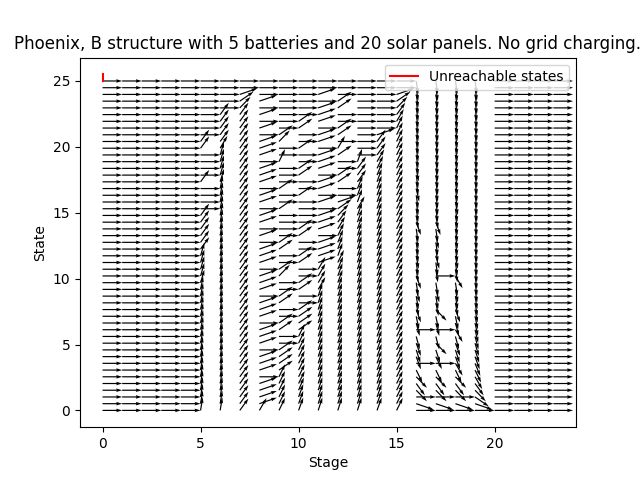 Phoenix, B structure with 5 batteries and 20 solar panels. No grid charging.
Unreachable states
25
20
15
10
5
0
State
0 5 10 15 20
Stage